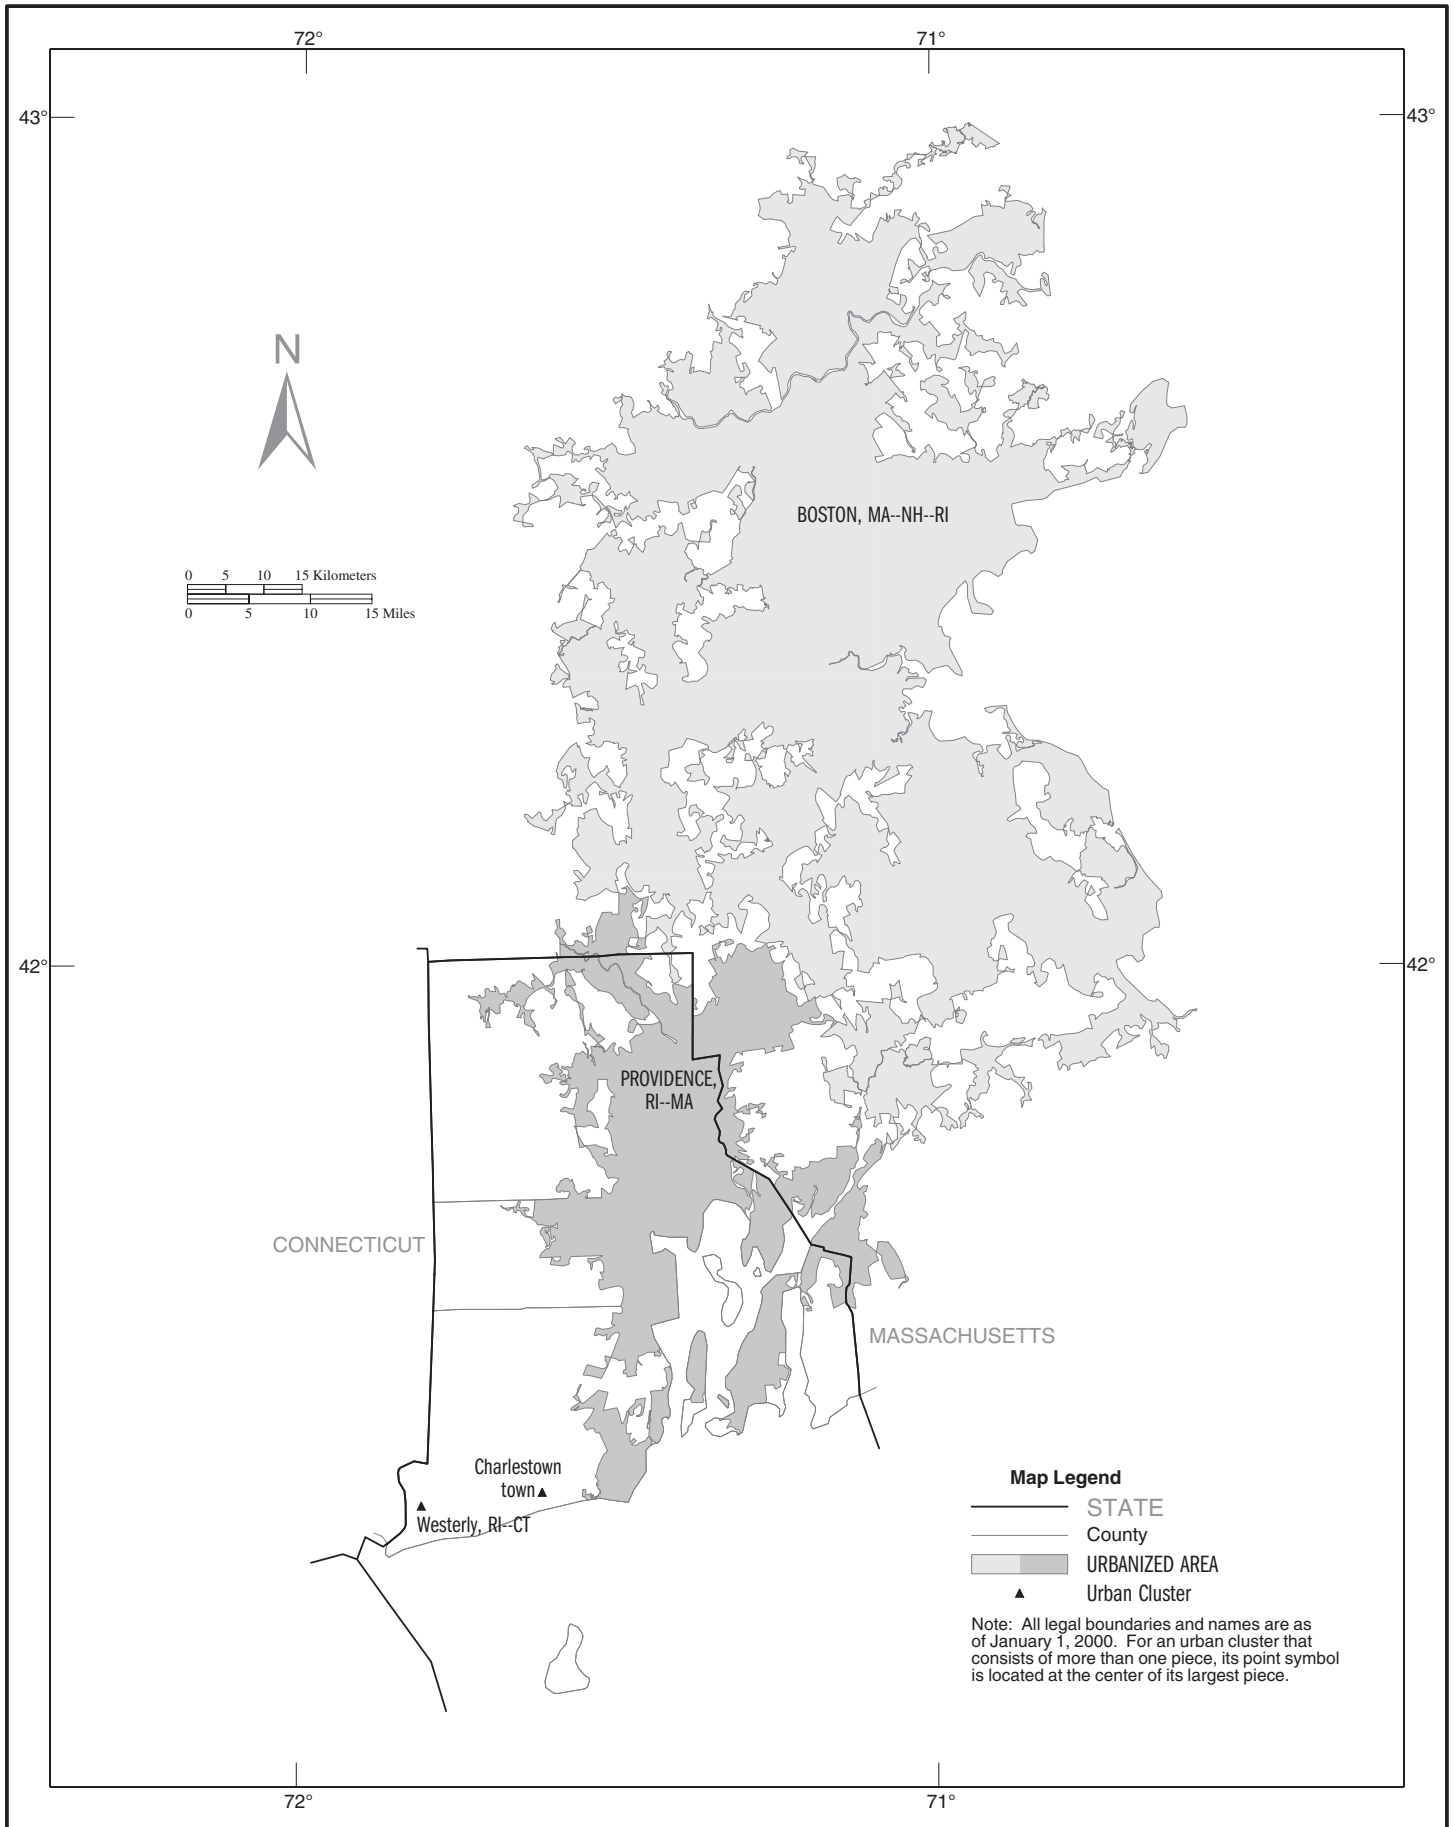 72° 71°
43° 43°
N
BOSTON, MA--NH--RI
0 5 10 15 Kilometers
0 5 10 15 Miles
42° 42°
PROVIDENCE,
RI--MA
CONNECTICUT
MASSACHUSETTS
Charlestown
town
Westerly, RI--CT
Map Legend
STATE
County
URBANIZED AREA
Urban Cluster
Note: All legal boundaries and names are as
of January 1, 2000. For an urban cluster that
consists of more than one piece, its point symbol
is located at the center of its largest piece.
72° 71°